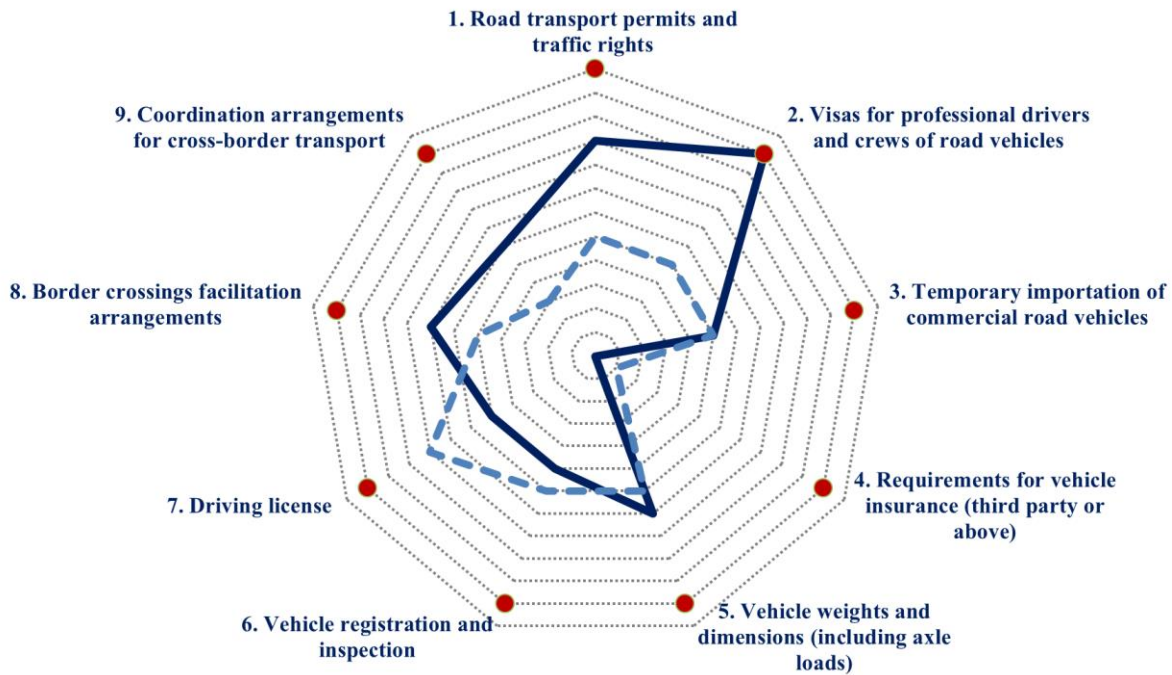 1. Road transport permits and
traffic rights
2. Visas for professional drivers
and crews of road vehicles
3. Temporary importation of
commercial road vehicles
4. Requirements for vehicle
insurance (third party or
above)
5. Vehicle weights and
dimensions (including axle
loads)
6. Vehicle registration and
inspection
7. Driving license
8. Border crossings facilitation
arrangements
9. Coordination arrangements
for cross-border transport